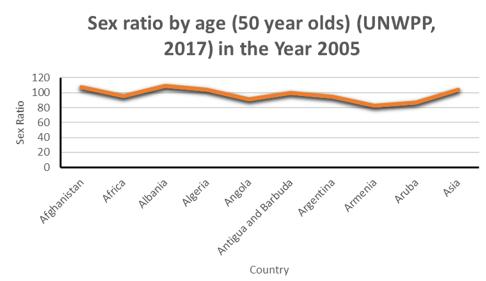 Sex ratio by age (50 year olds) (UNWPP,
2017) in the Year 2005
120
100
80
60
40
20
0
Sex Ratio
Afghanistan
Africa
Albania
Algeria
Angola
Antigua and Barbuda
Argentina
Armenia
Aruba
Asia
Country